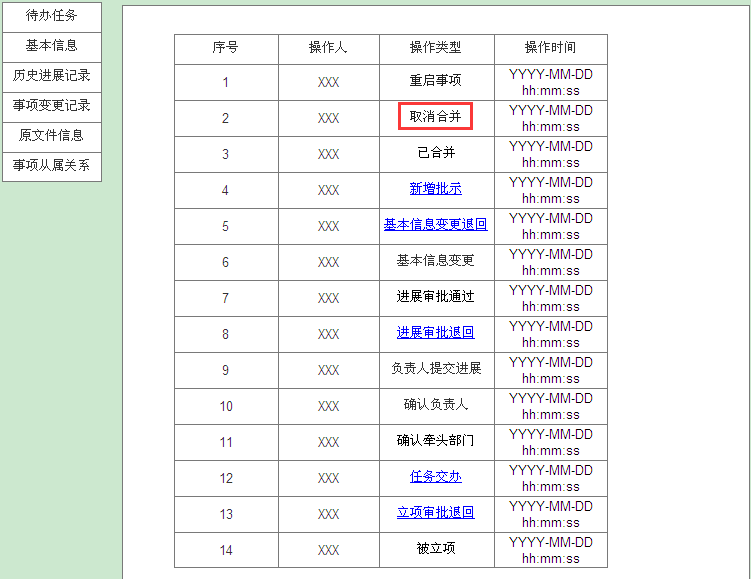 待办任务
基本信息
历史进展记录
事项变更记录
原文件信息
事项从属关系
序号 操作人 操作类型 操作时间
1 XXX 重启事项 YYYY-MM-DD
hh:mm:ss
2 XXX 取消合并 YYYY-MM-DD
hh:mm:ss
3 XXX 已合并 YYYY-MM-DD
hh:mm:ss
4 XXX 新增批示 YYYY-MM-DD
hh:mm:ss
5 XXX 基本信息变更退回 YYYY-MM-DD
hh:mm:ss
6 XXX 基本信息变更 YYYY-MM-DD
hh:mm:ss
7 XXX 进展审批通过 YYYY-MM-DD
hh:mm:ss
8 XXX 进展审批退回 YYYY-MM-DD
hh:mm:ss
9 XXX 负责人提交进展 YYYY-MM-DD
hh:mm:ss
10 XXX 确认负责人 YYYY-MM-DD
hh:mm:ss
11 XXX 确认牵头部门 YYYY-MM-DD
hh:mm:ss
12 XXX 任务交办 YYYY-MM-DD
hh:mm:ss
13 XXX 立项审批退回 YYYY-MM-DD
hh:mm:ss
14 XXX 被立项 YYYY-MM-DD
hh:mm:ss